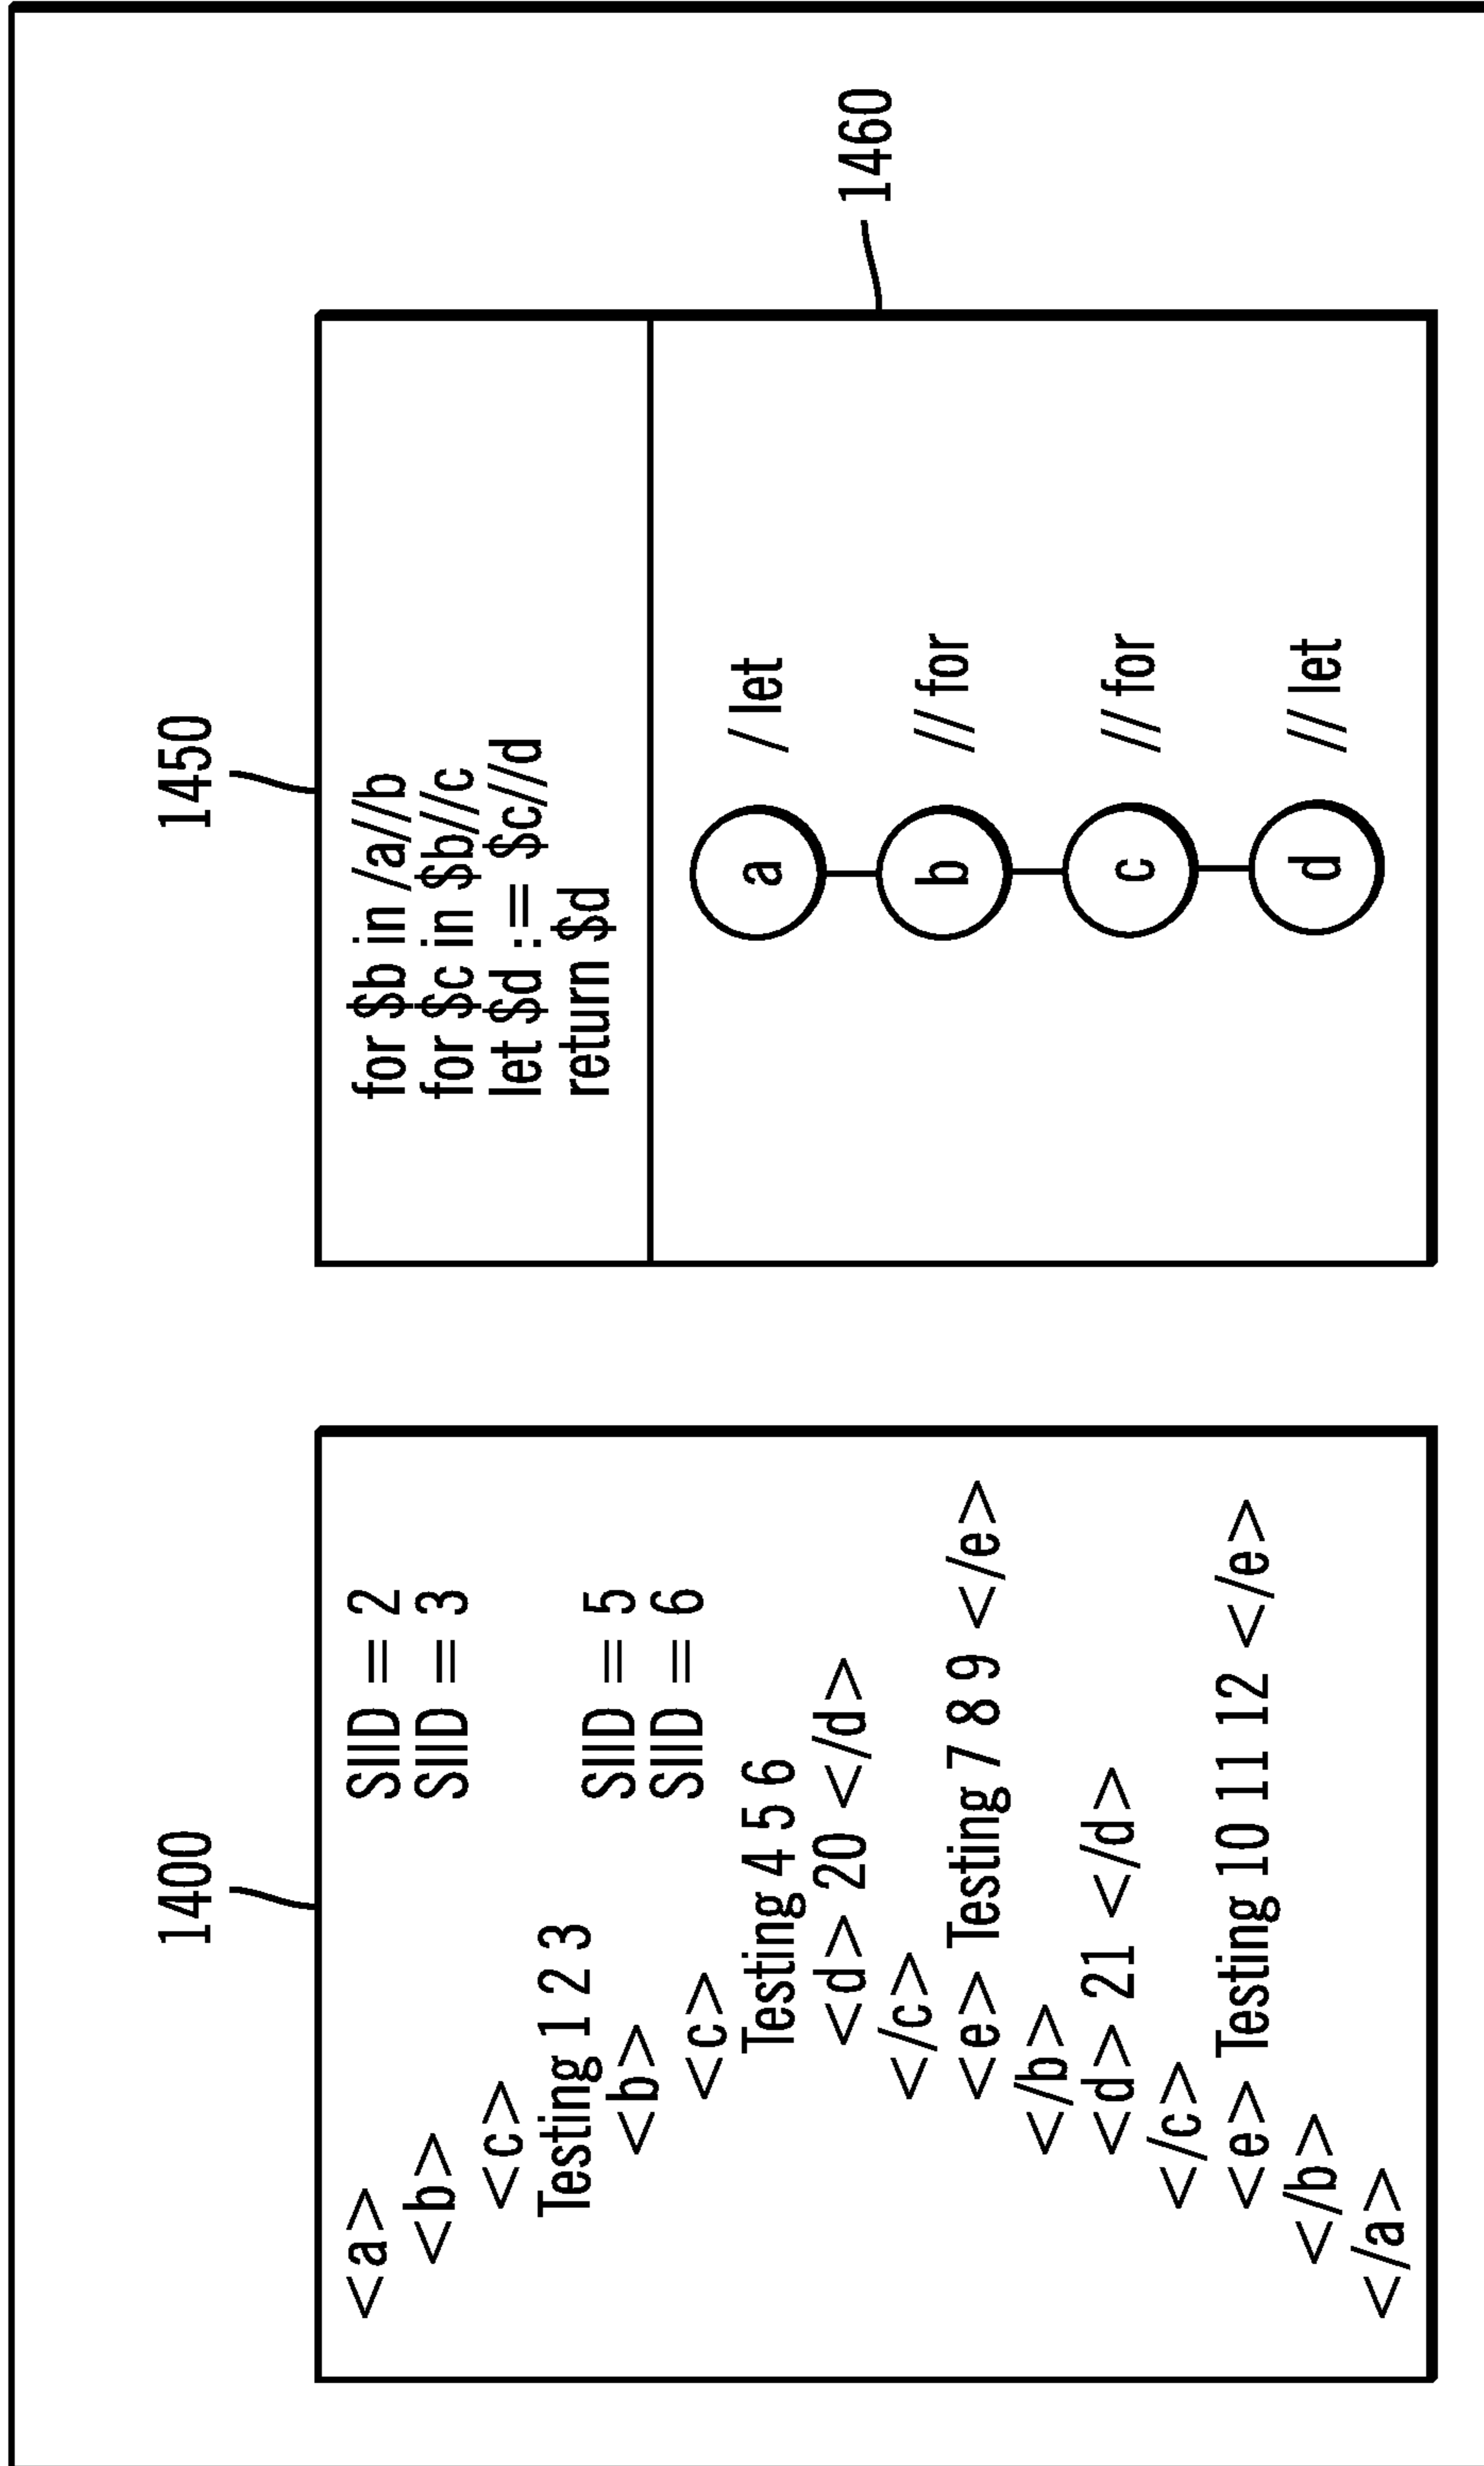 1400
<a> SIID = 2
<b> SIID = 3
<c>
Testing 1 2 3
<b> SIID = 5
<c> SIID = 6
Testing 4 5 6
<d> 20 </d>
</c>
<e> Testing 7 8 9 </e>
</b>
<d> 21 </d>
</c>
<e> Testing 10 11 12 </e>
</b>
</a>
1450
for $b in /a//b
for $c in $b//c
let $d := $c//d
return $d
1460
a / let
b // for
c // for
d // let